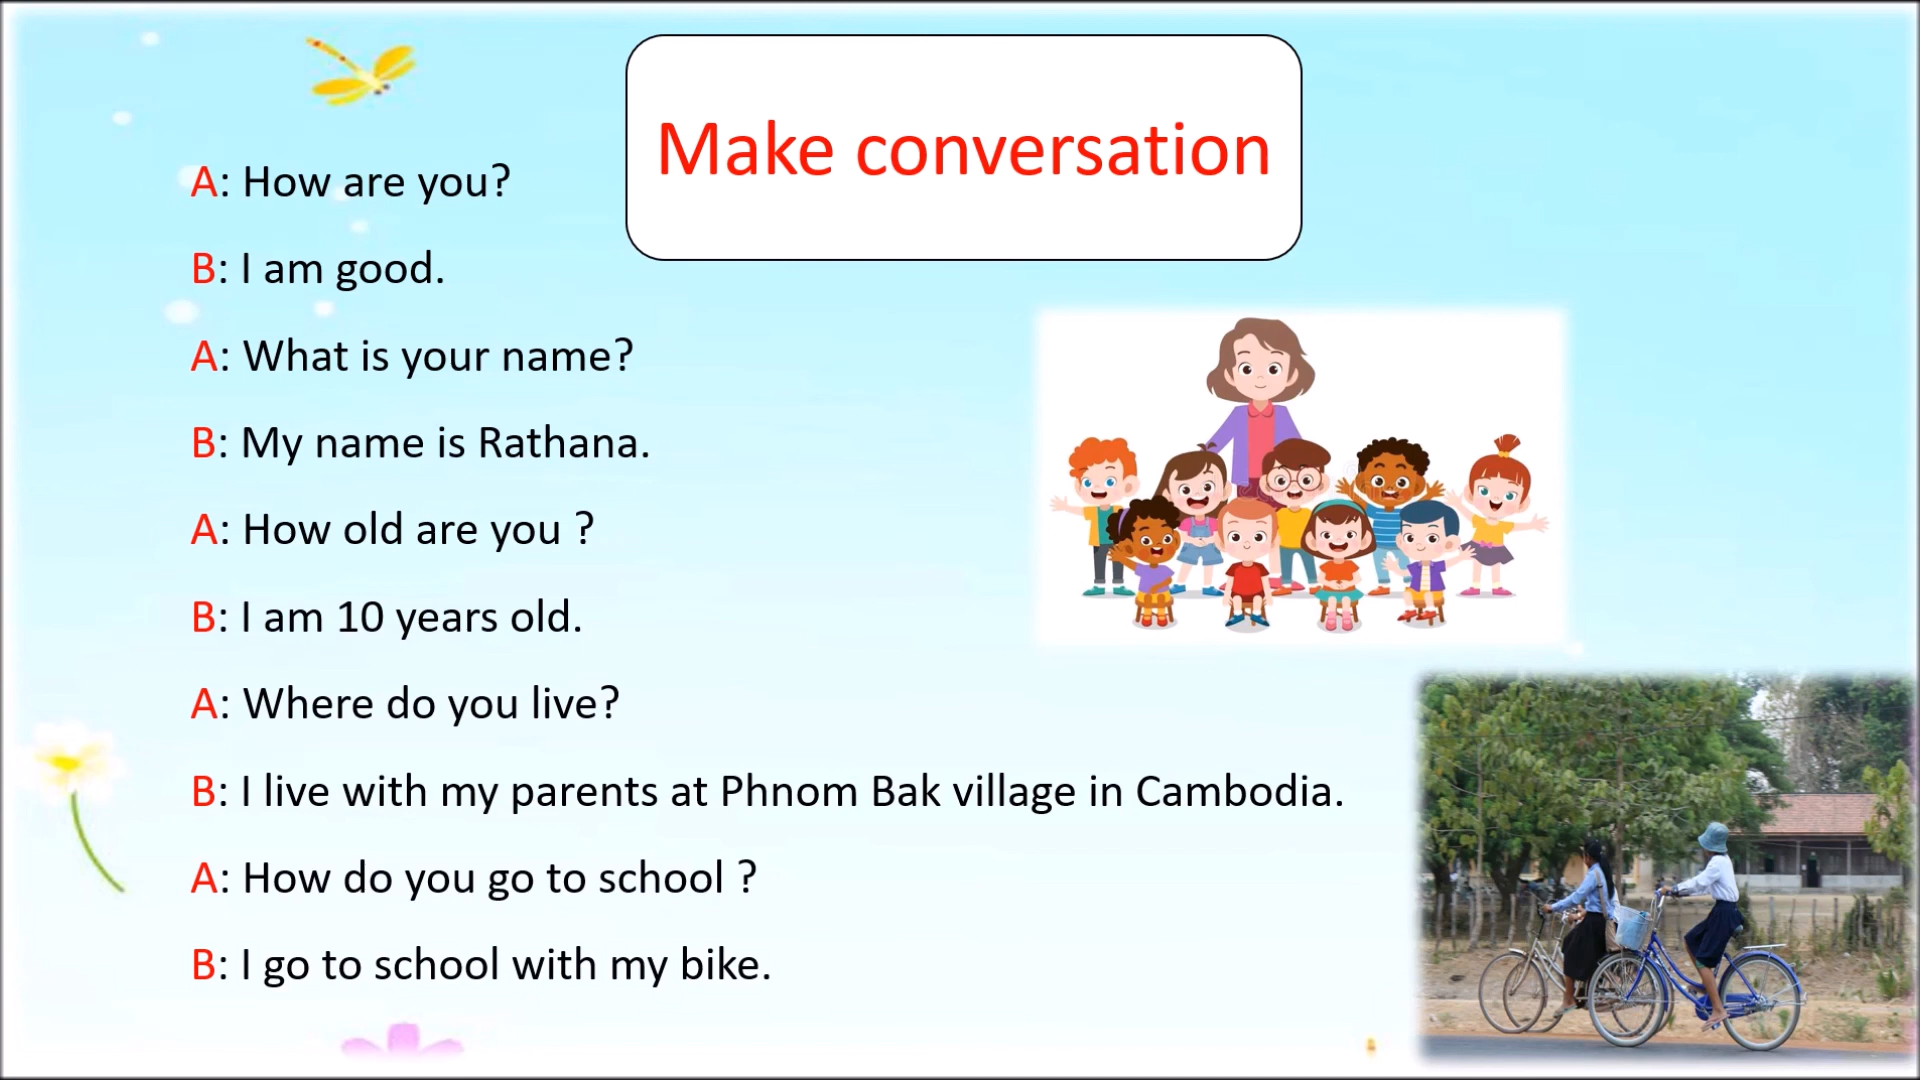 Make conversation
A: How are you?
B: I am good.
A: What is your name?
B: My name is Rathana.
A: How old are you ?
B: I am 10 years old.
A: Where do you live?
B: I live with my parents at Phnom Bak village in Cambodia.
A: How do you go to school ?
B: I go to school with my bike.